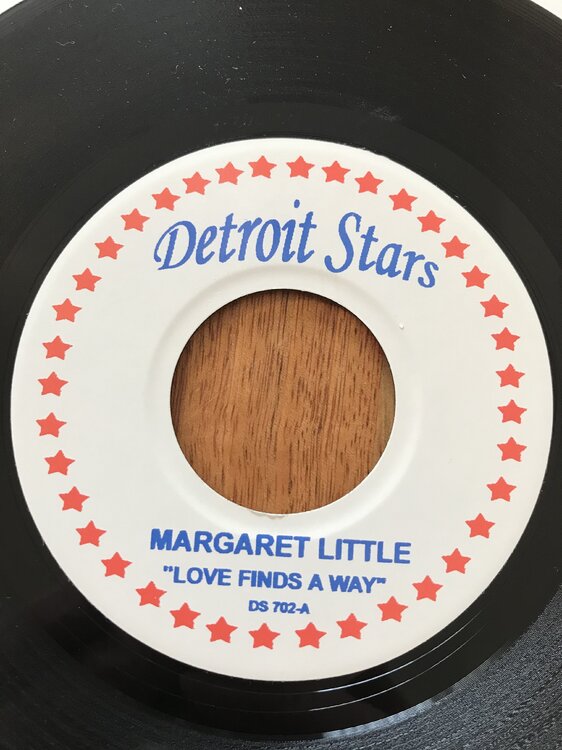 Detroit Stars
MARGARET LITTLE
"LOVE FINDS A WAY"
DS 702-A